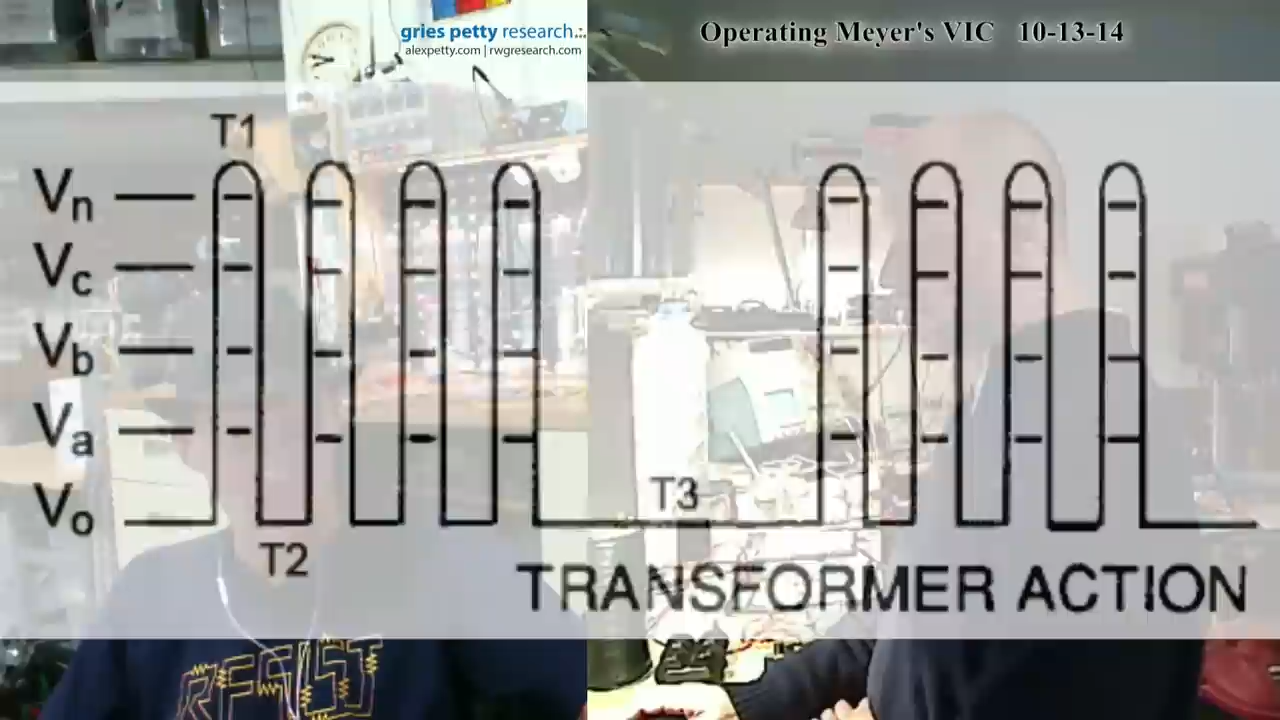 gries petty research.:.
alexpetty.com | rwgresearch.com
Operating Meyer's VIC 10-13-14
T1
Vn
Vc
Vb
Va
Vo
T2
T3
TRANSFORMER ACTION
RESIST